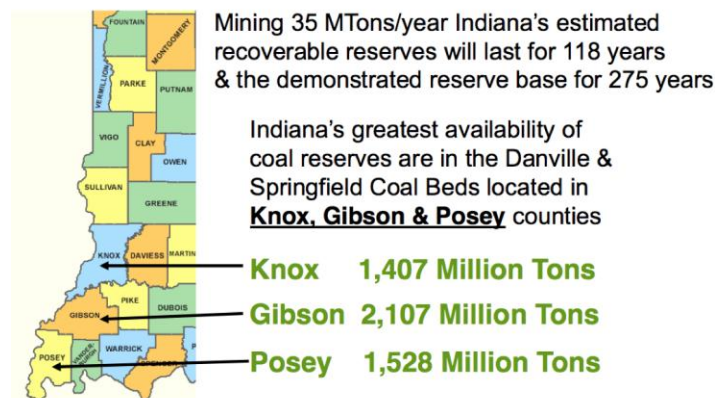 Mining 35 MTons/year Indiana's estimated
recoverable reserves will last for 118 years
& the demonstrated reserve base for 275 years
Indiana's greatest availability of
coal reserves are in the Danville &
Springfield Coal Beds located in
Knox, Gibson & Posey counties
Knox 1,407 Million Tons
Gibson 2,107 Million Tons
Posey 1,528 Million Tons
FOUNTAIN
MONTGOMERY
VERMILLION
PARKE
PUTNAM
VIGO
CLAY
OWEN
SULLIVAN
GREENE
KNOX
DAVIESS
MARTIN
PIKE
DUBOIS
GIBSON
POSEY
VANDER-
BURGH
WARRICK
SPENCER
P